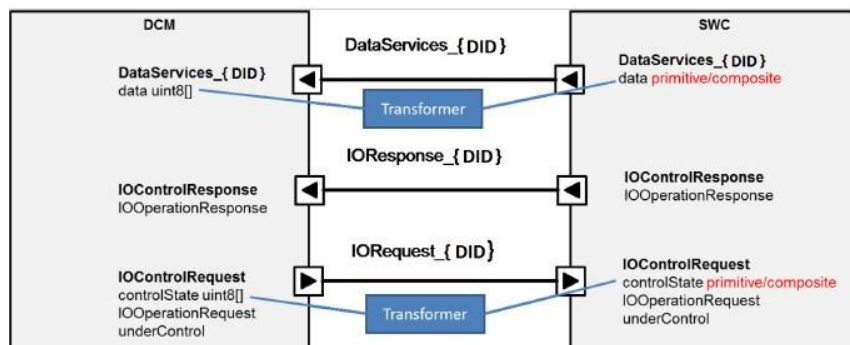 DCM
SWC
DataServices_{DID}
DataServices_{DID}
data uint8[]
DataServices_{DID}
data primitive/composite
Transformer
IOResponse_{DID}
IOControlResponse
IOOperationResponse
IOControlResponse
IOOperationResponse
IORequest_{DID}
IOControlRequest
controlState uint8[]
IOOperationRequest
underControl
IOControlRequest
controlState primitive/composite
IOOperationRequest
underControl
Transformer